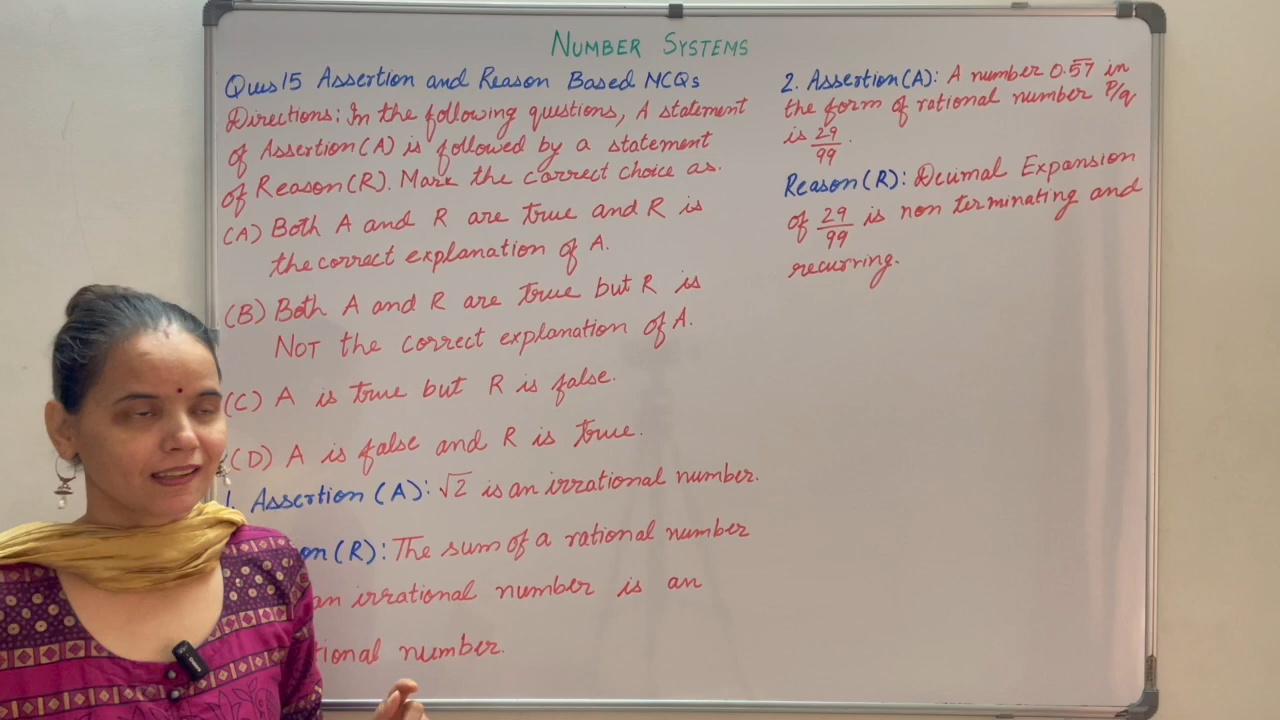 NUMBER SYSTEMS
Ques 15 Assertion and Reason Based MCQs
Directions: In the following questions, A statement
of Assertion (A) is followed by a statement
of Reason (R). Mark the correct choice as.
(A) Both A and R are true and R is
the correct explanation of A.
(B) Both A and R are true but R is
NOT the correct explanation of A.
(C) A is true but R is false.
(D) A is false and R is true.
1. Assertion (A): √2 is an irrational number.
on (R): The sum of a rational number
an irrational number is an
tional number.
2. Assertion (A): A number 0.5̅7̅ in
the form of rational number P/q
is 29/99.
Reason (R): Decimal Expansion
of 29/99 is non terminating and
recurring.